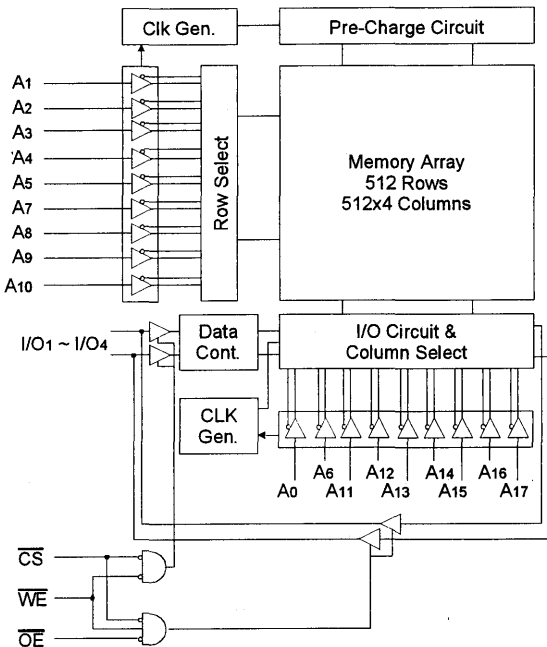 Clk Gen.
Pre-Charge Circuit
A1
A2
A3
A4
A5
A7
A8
A9
A10
Row Select
Memory Array
512 Rows
512x4 Columns
I/O1 ~ I/O4
Data
Cont.
I/O Circuit &
Column Select
CLK
Gen.
A0 A6 A11 A12 A13 A14 A15 A16 A17
CS
WE
OE